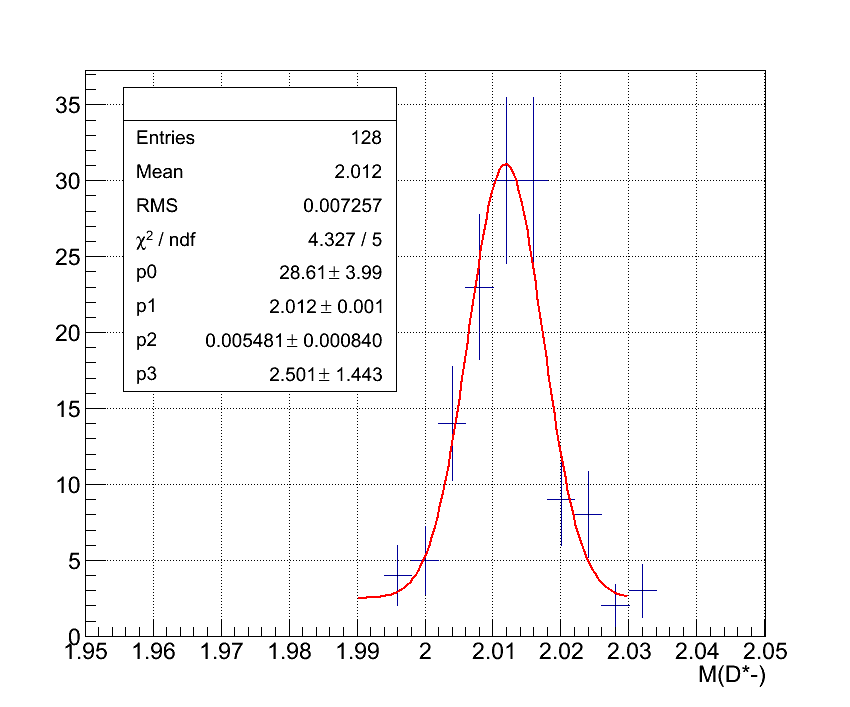 Entries 128
Mean 2.012
RMS 0.007257
χ² / ndf 4.327 / 5
p0 28.61 ± 3.99
p1 2.012 ± 0.001
p2 0.005481 ± 0.000840
p3 2.501 ± 1.443
35
30
25
20
15
10
5
0
1.95 1.96 1.97 1.98 1.99 2 2.01 2.02 2.03 2.04 2.05
M(D*-)